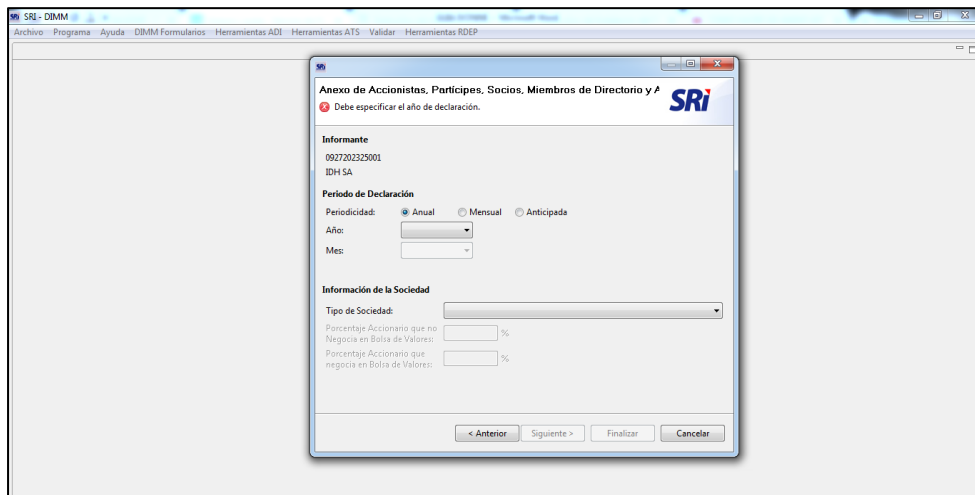 SRI - DIMM
Archivo Programa Ayuda DIMM Formularios Herramientas ADI Herramientas ATS Validar Herramientas RDEP
SRi
Anexo de Accionistas, Partícipes, Socios, Miembros de Directorio y A
Debe especificar el año de declaración.
SRi
Informante
0927202325001
IDH SA
Período de Declaración
Periodicidad: Anual Mensual Anticipada
Año:
Mes:
Información de la Sociedad
Tipo de Sociedad:
Porcentaje Accionario que no
Negocia en Bolsa de Valores: %
Porcentaje Accionario que
negocia en Bolsa de Valores: %
< Anterior Siguiente > Finalizar Cancelar